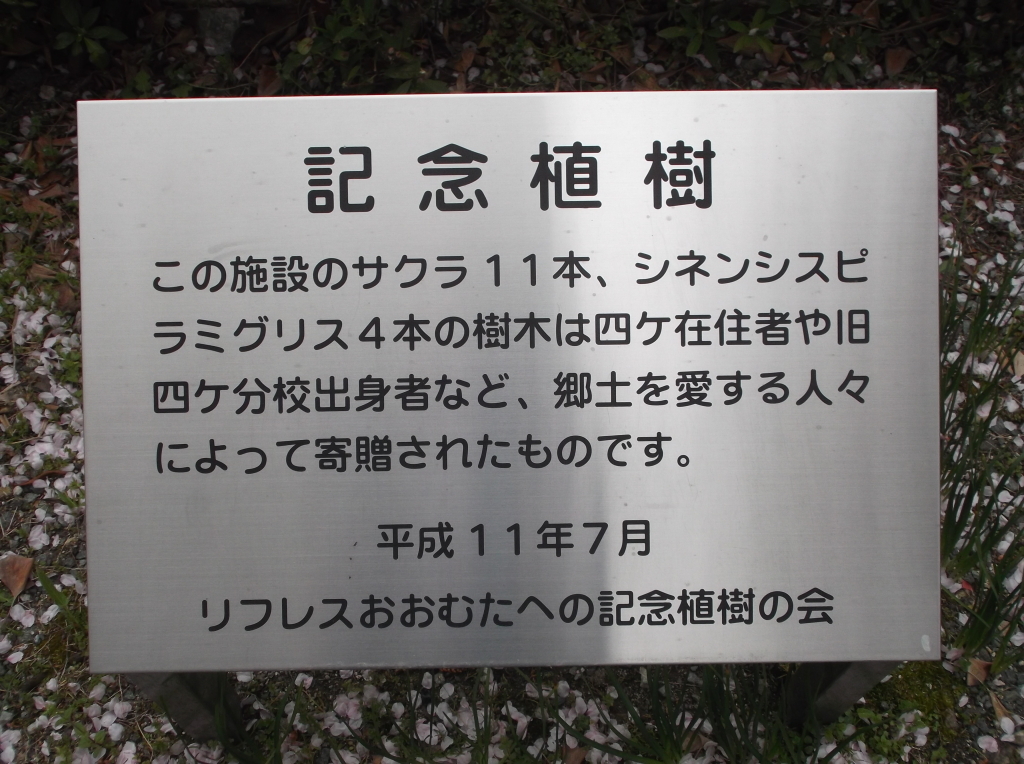 記念植樹
この施設のサクラ１１本、シネンシスピ
ラミグリス４本の樹木は四ケ在住者や旧
四ケ分校出身者など、郷土を愛する人々
によって寄贈されたものです。
平成１１年７月
リフレスおおむたへの記念植樹の会